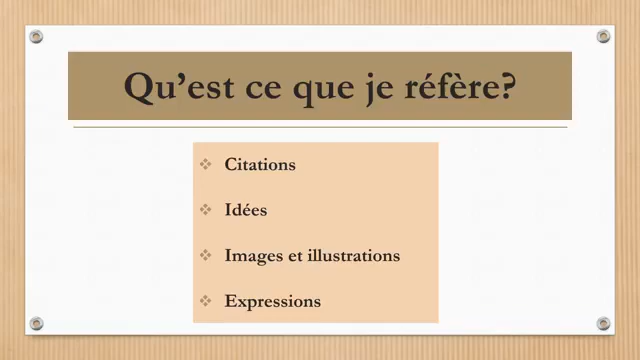 Qu’est ce que je réfère?
Citations
Idées
Images et illustrations
Expressions